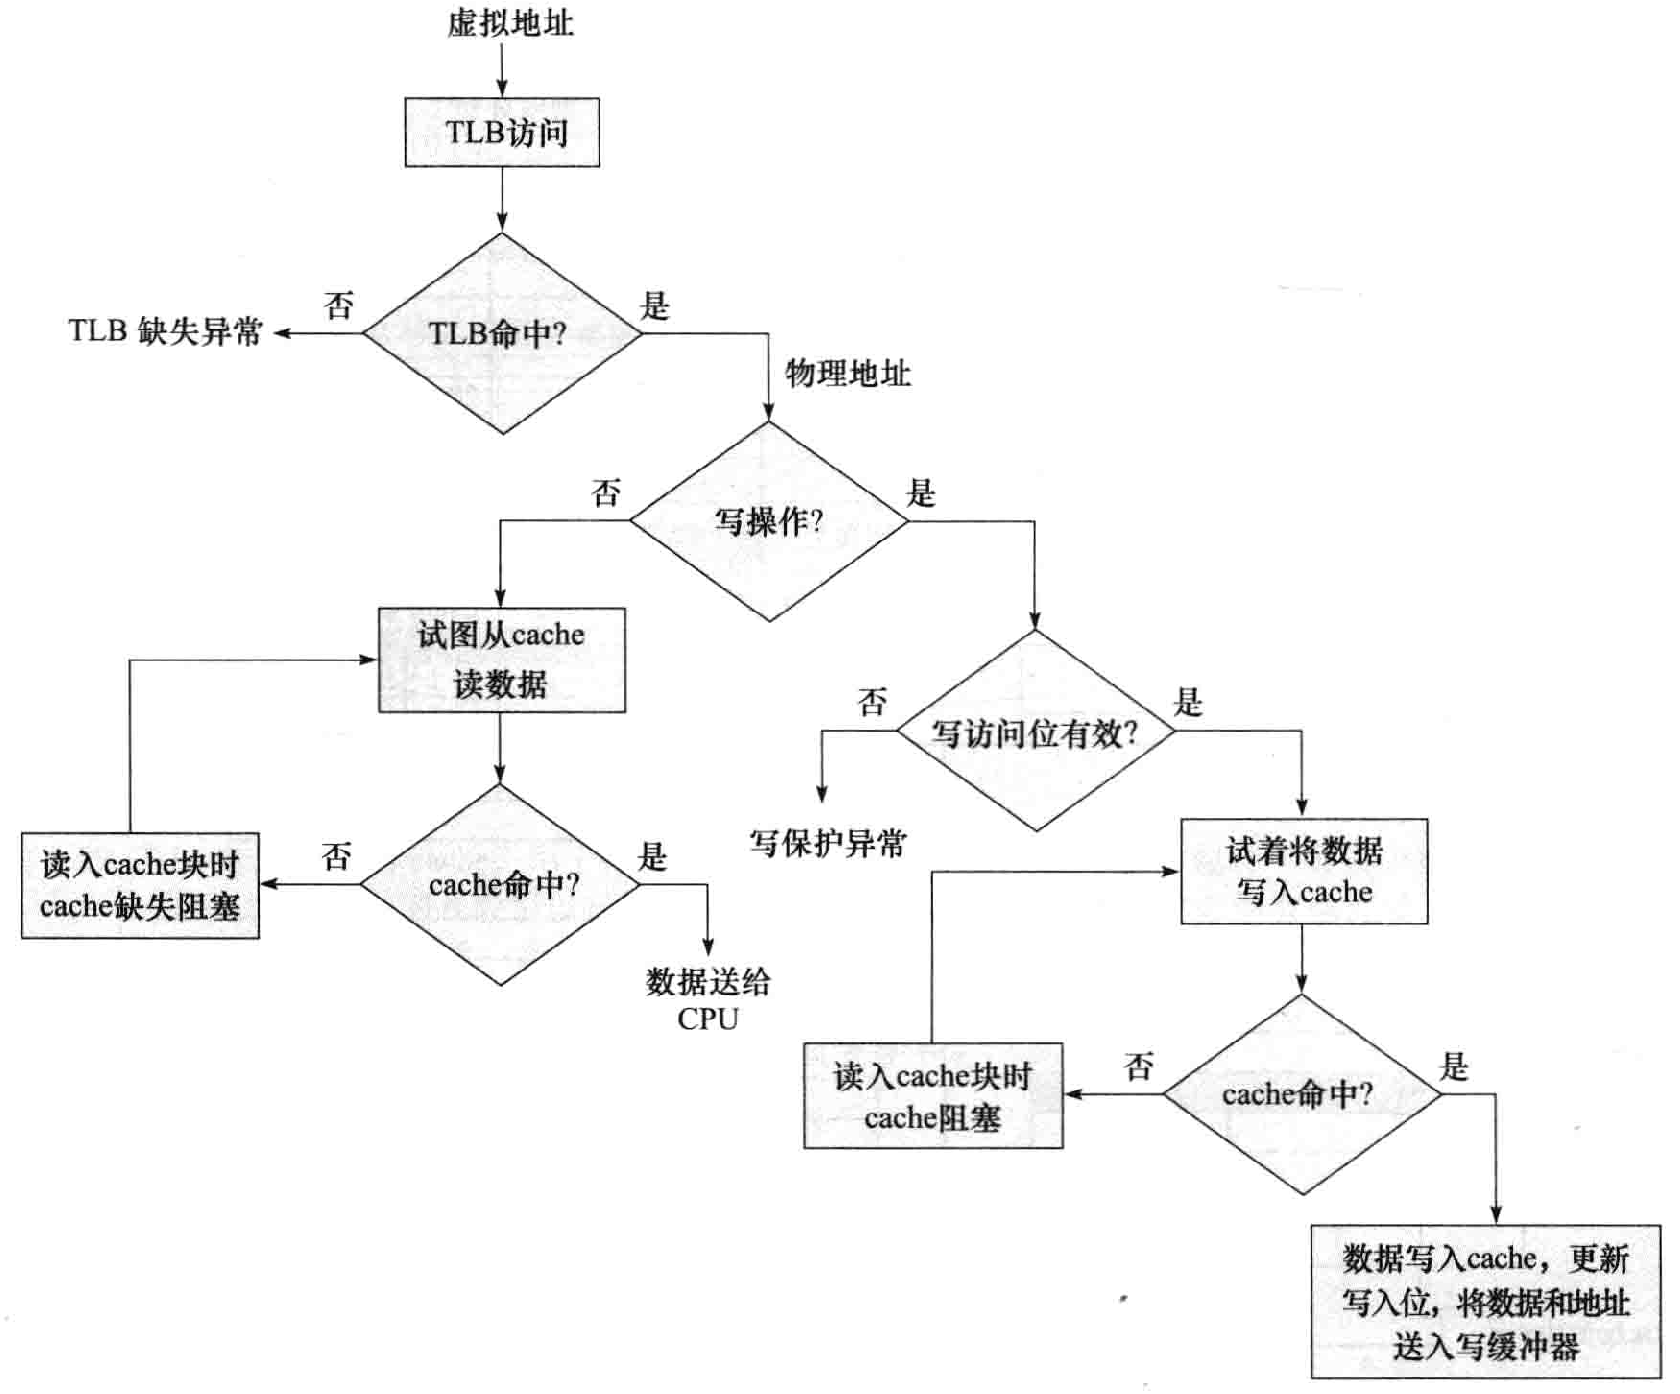 虚拟地址
TLB访问
否
是
TLB 缺失异常
TLB命中?
物理地址
否
是
写操作?
试图从cache
读数据
否
是
写访问位有效?
写保护异常
试着将数据
写入cache
读入cache块时
cache缺失阻塞
否
cache命中?
是
数据送给
CPU
读入cache块时
cache阻塞
否
cache命中?
是
数据写入cache，更新
写入位，将数据和地址
送入写缓冲器